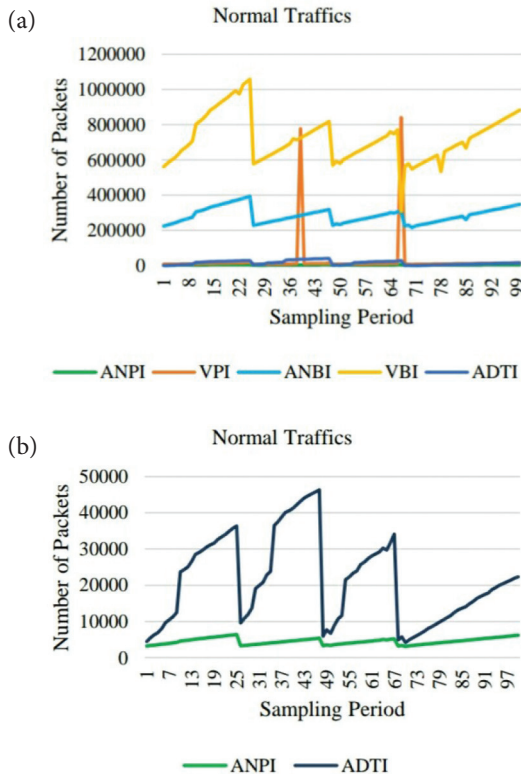 (a)
Normal Traffics
Number of Packets
1200000
1000000
800000
600000
400000
200000
0
1 8 15 22 29 36 43 50 57 64 71 78 85 92 99
Sampling Period
ANPI VPI ANBI VBI ADTI
(b)
Normal Traffics
Number of Packets
50000
40000
30000
20000
10000
0
1 7 13 19 25 31 37 43 49 55 61 67 73 79 85 91 97
Sampling Period
ANPI ADTI